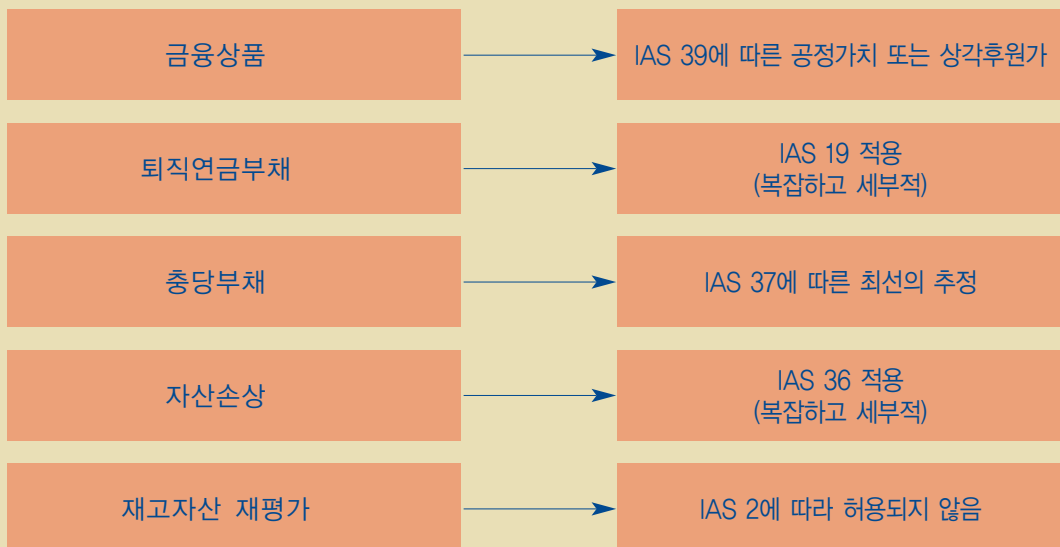 금융상품
IAS 39에 따른 공정가치 또는 상각후원가
퇴직연금부채
IAS 19 적용
(복잡하고 세부적)
충당부채
IAS 37에 따른 최선의 추정
자산손상
IAS 36 적용
(복잡하고 세부적)
재고자산 재평가
IAS 2에 따라 허용되지 않음